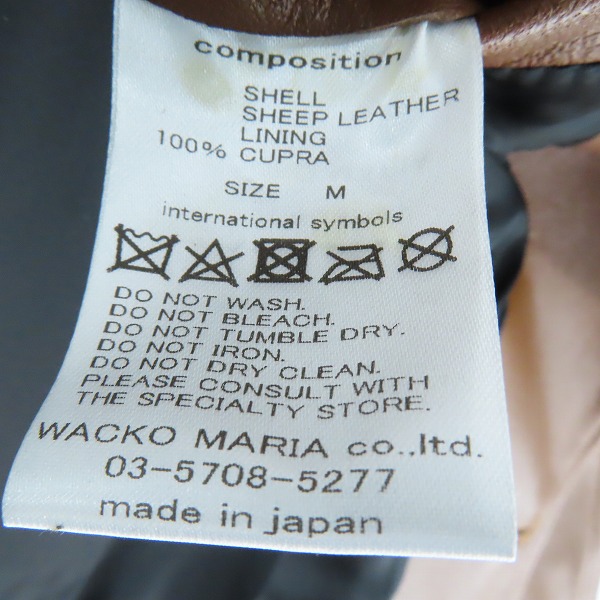 composition
SHELL
SHEEP LEATHER
LINING
100% CUPRA
SIZE M
international symbols
DO NOT WASH.
DO NOT BLEACH.
DO NOT TUMBLE DRY.
DO NOT IRON.
DO NOT DRY CLEAN.
PLEASE CONSULT WITH
THE SPECIALTY STORE.
WACKO MARIA co.,ltd.
03-5708-5277
made in japan